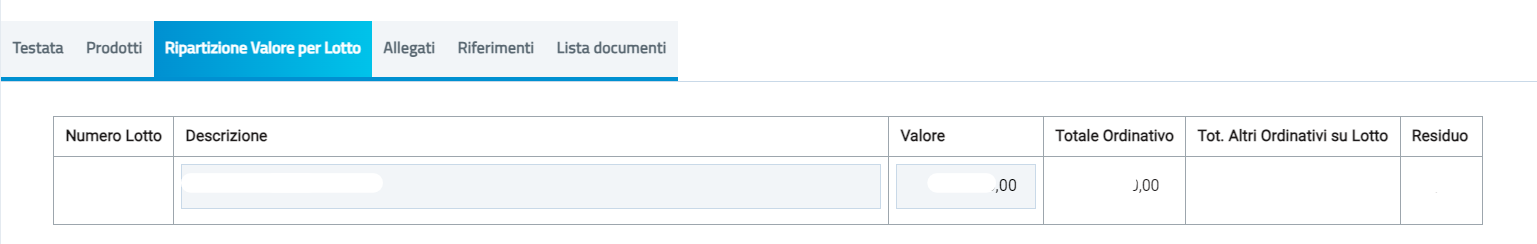 Testata Prodotti Ripartizione Valore per Lotto Allegati Riferimenti Lista documenti
Numero Lotto Descrizione Valore Totale Ordinativo Tot. Altri Ordinativi su Lotto Residuo
,00 ,00